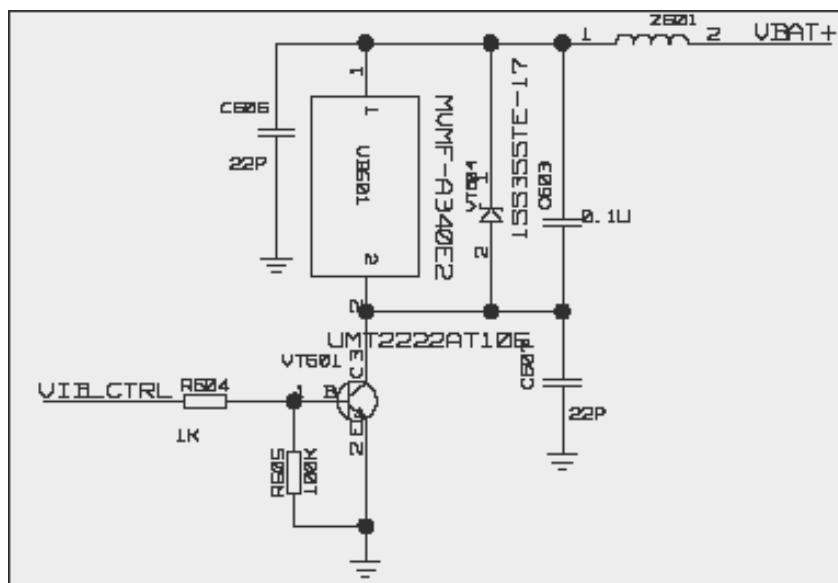 Z601
1
2
VBAT+
1
C606
22P
1
VB601
2
MVMF-A340E2
1
VT604
2
1SS355TE-17
C603
0.1U
2
UMT2222AT106
VT601
C3
VIB_CTRL
R604
1K
1
B
2E
R605
100K
C607
22P